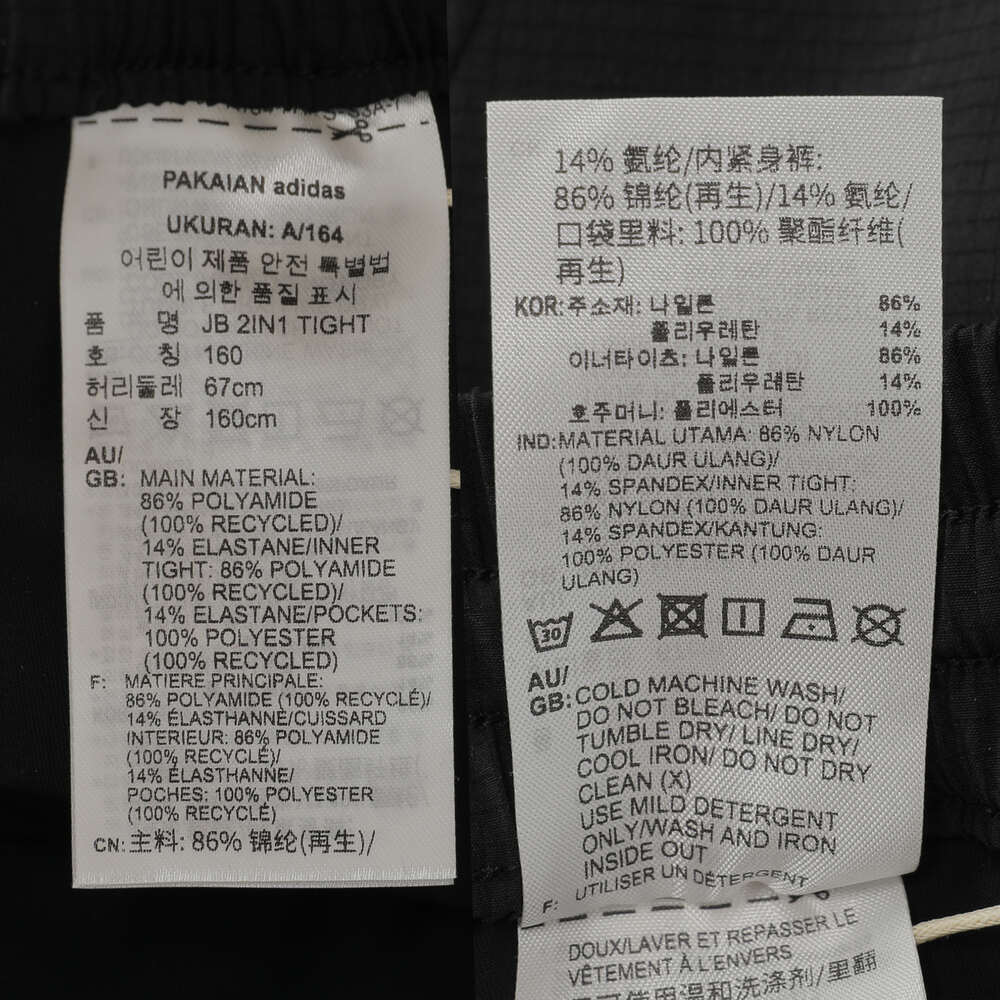 PAKAIAN adidas
UKURAN: A/164
어린이 제품 안전 특별법
에 의한 품질 표시
품 명 JB 2IN1 TIGHT
호 칭 160
허리둘레 67cm
신 장 160cm
AU/
GB: MAIN MATERIAL:
86% POLYAMIDE
(100% RECYCLED)/
14% ELASTANE/INNER
TIGHT: 86% POLYAMIDE
(100% RECYCLED)/
14% ELASTANE/POCKETS:
100% POLYESTER
(100% RECYCLED)
F: MATIERE PRINCIPALE:
86% POLYAMIDE (100% RECYCLÉ)/
14% ÉLASTHANNE/CUISSARD
INTERIEUR: 86% POLYAMIDE
(100% RECYCLÉ)/
14% ÉLASTHANNE/
POCHES: 100% POLYESTER
(100% RECYCLÉ)
CN: 主料: 86% 锦纶(再生)/
14% 氨纶/内紧身裤:
86% 锦纶(再生)/14% 氨纶/
口袋里料: 100% 聚酯纤维(
再生)
KOR: 주소재: 나일론 86%
폴리우레탄 14%
이너타이츠: 나일론 86%
폴리우레탄 14%
호주머니: 폴리에스터 100%
IND: MATERIAL UTAMA: 86% NYLON
(100% DAUR ULANG)/
14% SPANDEX/INNER TIGHT:
86% NYLON (100% DAUR ULANG)/
14% SPANDEX/KANTUNG:
100% POLYESTER (100% DAUR
ULANG)
30
AU/
GB: COLD MACHINE WASH/
DO NOT BLEACH/ DO NOT
TUMBLE DRY/ LINE DRY/
COOL IRON/ DO NOT DRY
CLEAN (X)
USE MILD DETERGENT
ONLY/WASH AND IRON
INSIDE OUT
F: UTILISER UN DÉTERGENT
DOUX/LAVER ET REPASSER LE
VÊTEMENT À L'ENVERS
使用温和洗涤剂/里翻